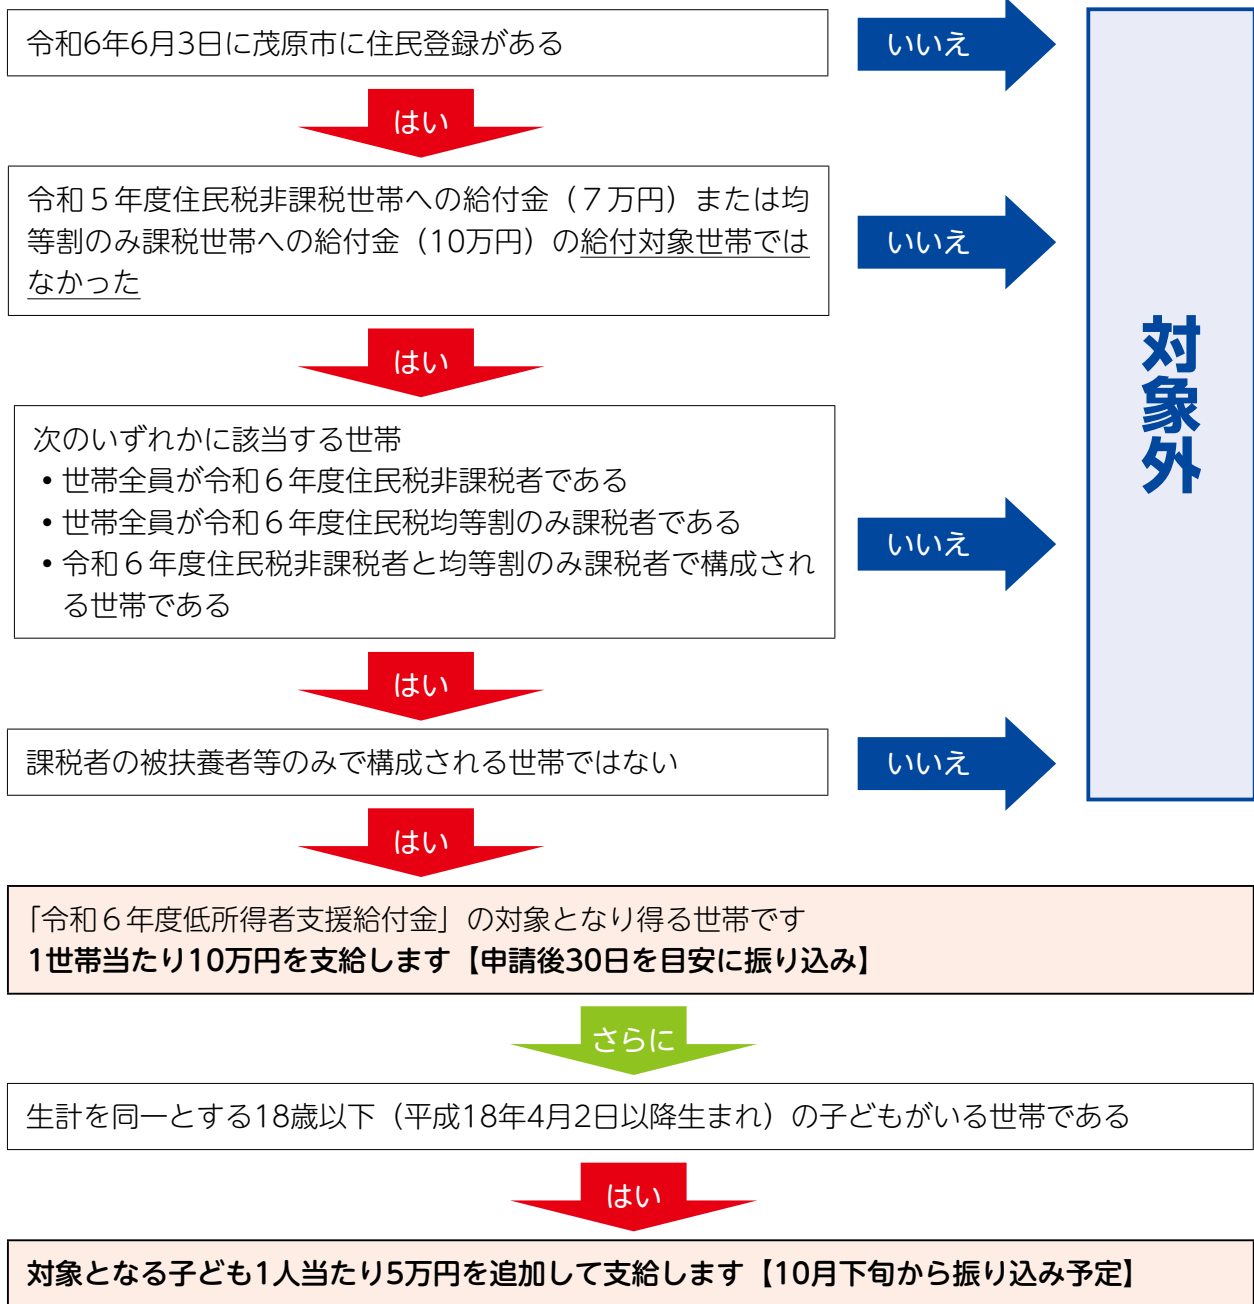 令和6年6月3日に茂原市に住民登録がある
いいえ
はい
令和5年度住民税非課税世帯への給付金（7万円）または均
等割のみ課税世帯への給付金（10万円）の給付対象世帯では
なかった
いいえ
はい
次のいずれかに該当する世帯
・世帯全員が令和6年度住民税非課税者である
・世帯全員が令和6年度住民税均等割のみ課税者である
・令和6年度住民税非課税者と均等割のみ課税者で構成され
る世帯である
いいえ
はい
課税者の被扶養者等のみで構成される世帯ではない
いいえ
対象外
はい
「令和6年度低所得者支援給付金」の対象となり得る世帯です
1世帯当たり10万円を支給します【申請後30日を目安に振り込み】
さらに
生計を同一とする18歳以下（平成18年4月2日以降生まれ）の子どもがいる世帯である
はい
対象となる子ども1人当たり5万円を追加して支給します【10月下旬から振り込み予定】